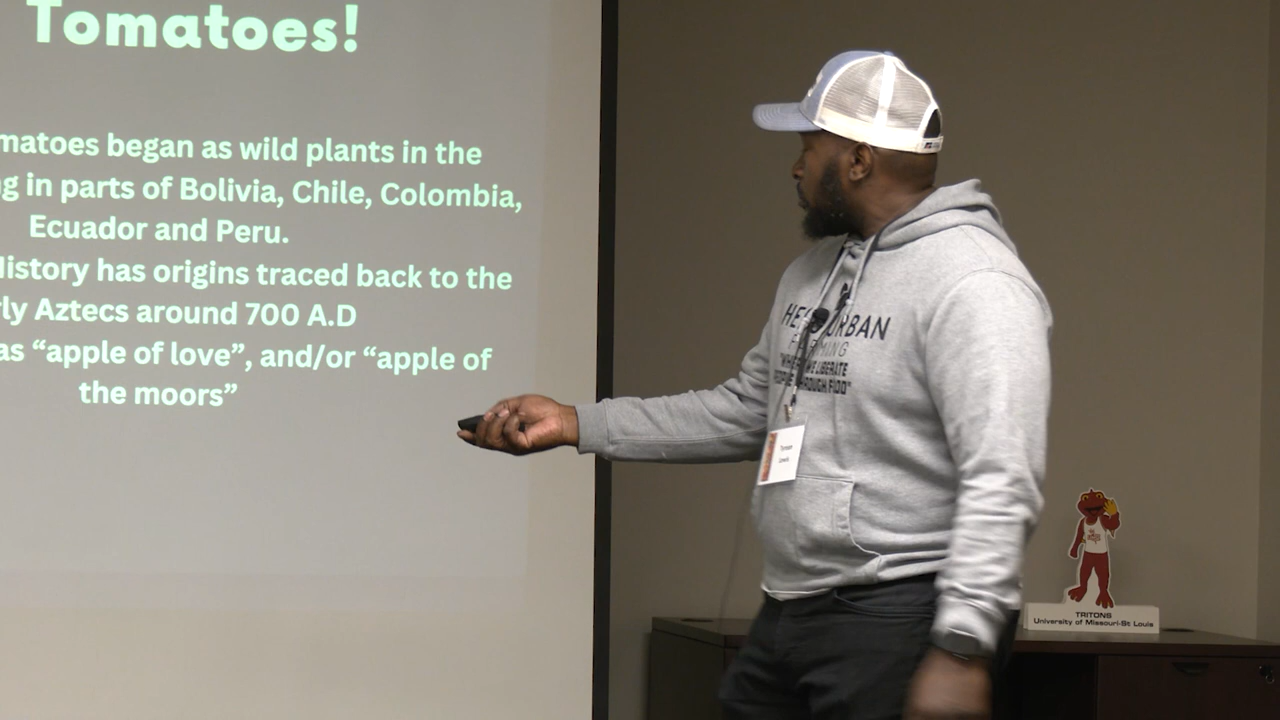 Tomatoes!
matoes began as wild plants in the
g in parts of Bolivia, Chile, Colombia,
Ecuador and Peru.
History has origins traced back to the
rly Aztecs around 700 A.D
as “apple of love”, and/or “apple of
the moors”
URBAN
LIBERATE
THROUGH
TRITONS
University of Missouri-St Louis